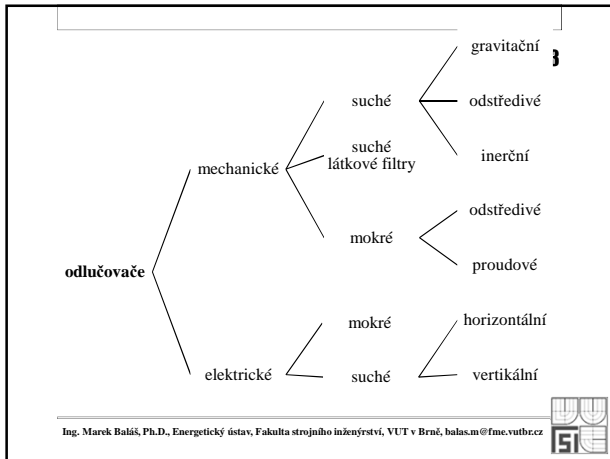 gravitační
suché
odstředivé
inerční
mechanické
suché
látkové filtry
mokré
odstředivé
proudové
odlučovače
elektrické
mokré
suché
horizontální
vertikální
Ing. Marek Baláš, Ph.D., Energetický ústav, Fakulta strojního inženýrství, VUT v Brně, balas.m@fme.vutbr.cz